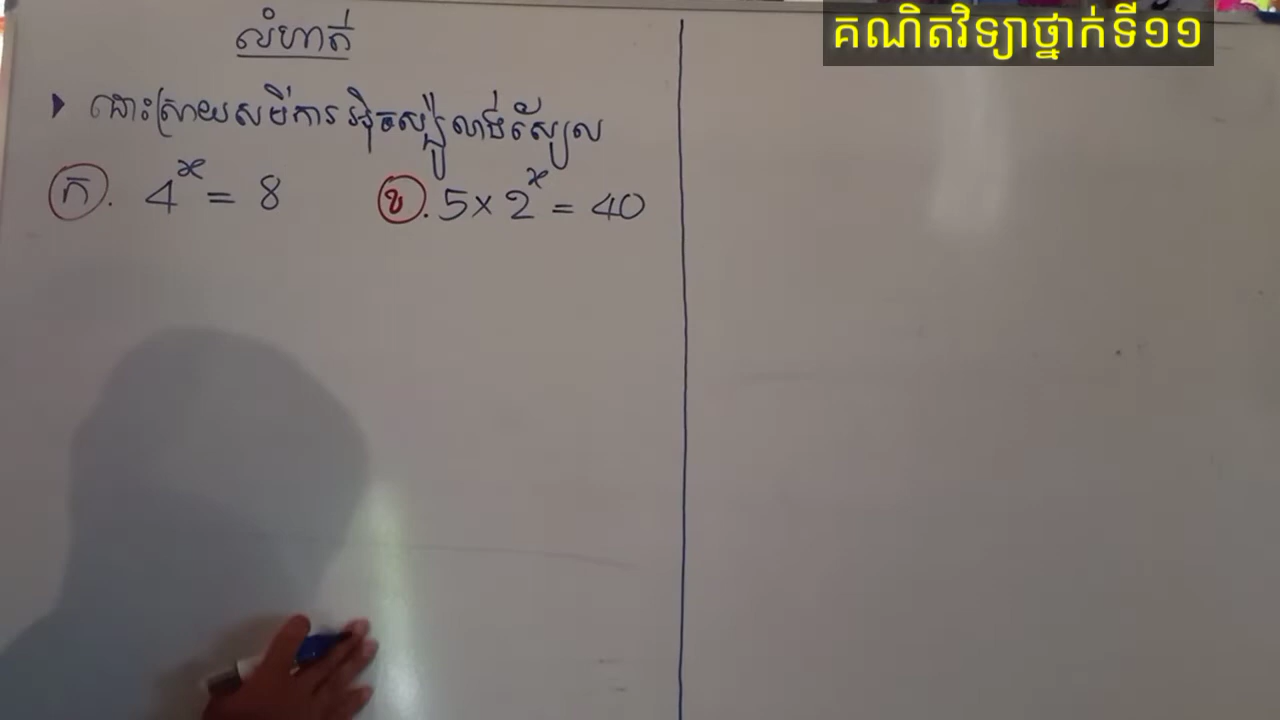 គណិតវិទ្យាថ្នាក់ទី១១
លំហាត់
ដោះស្រាយសមីការ អ៊ិចស្ប៉ូណង់ស្យែល
ក. 4ˣ = 8
ខ. 5 × 2ˣ = 40